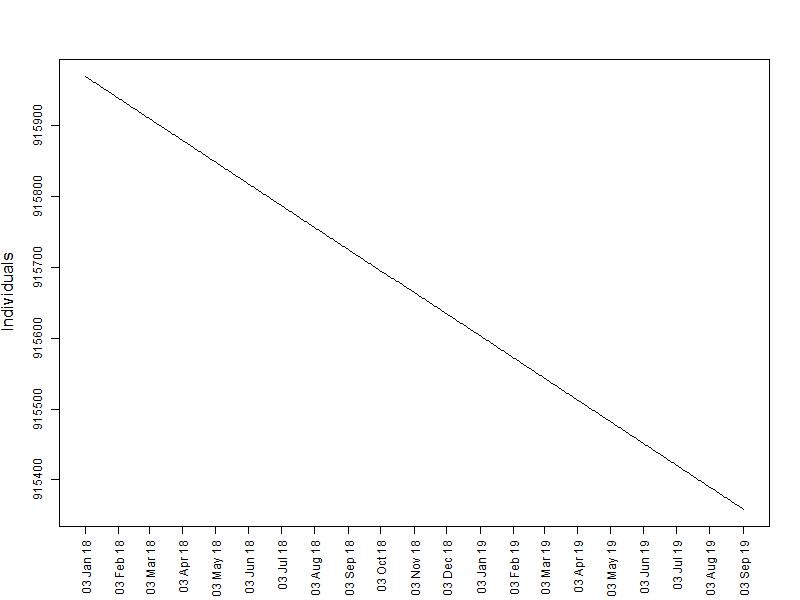 Individuals
915900
915800
915700
915600
915500
915400
03 Jan 18
03 Feb 18
03 Mar 18
03 Apr 18
03 May 18
03 Jun 18
03 Jul 18
03 Aug 18
03 Sep 18
03 Oct 18
03 Nov 18
03 Dec 18
03 Jan 19
03 Feb 19
03 Mar 19
03 Apr 19
03 May 19
03 Jun 19
03 Jul 19
03 Aug 19
03 Sep 19